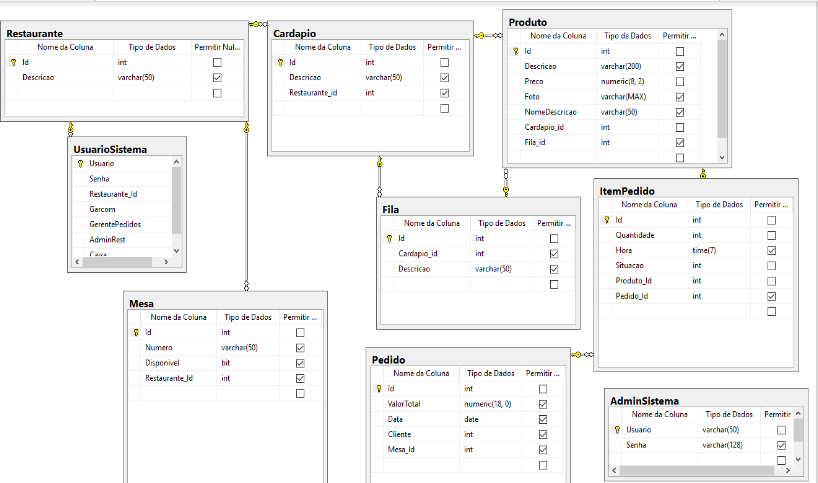 Restaurante
Nome da Coluna Tipo de Dados Permitir Nul...
Id int
Descricao varchar(50)
Cardapio
Nome da Coluna Tipo de Dados Permitir ...
Id int
Descricao varchar(50)
Restaurante_id int
Produto
Nome da Coluna Tipo de Dados Permitir ...
Id int
Descricao varchar(200)
Preco numeric(8, 2)
Foto varchar(MAX)
NomeDescricao varchar(50)
Cardapio_id int
Fila_id int
UsuarioSistema
Usuario
Senha
Restaurante_Id
Garcom
GerentePedidos
AdminRest
Caixa
Fila
Nome da Coluna Tipo de Dados Permitir ...
Id int
Cardapio_id int
Descricao varchar(50)
ItemPedido
Nome da Coluna Tipo de Dados Permitir ...
Id int
Quantidade int
Hora time(7)
Situacao int
Produto_Id int
Pedido_Id int
Mesa
Nome da Coluna Tipo de Dados Permitir ...
Id int
Numero varchar(50)
Disponivel bit
Restaurante_Id int
Pedido
Nome da Coluna Tipo de Dados Permitir ...
Id int
ValorTotal numeric(18, 0)
Data date
Cliente int
Mesa_Id int
AdminSistema
Nome da Coluna Tipo de Dados Permitir
Usuario varchar(50)
Senha varchar(128)